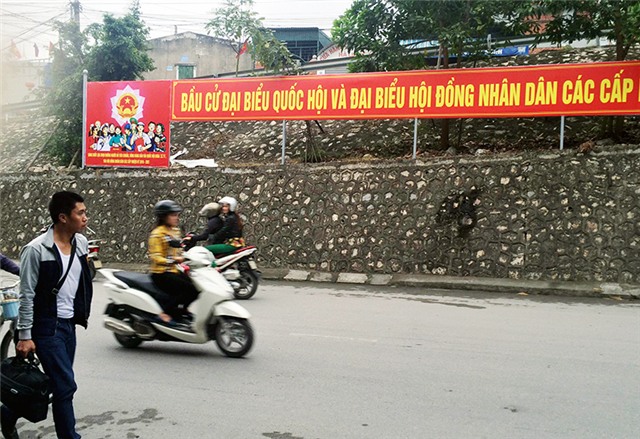 BẦU CỬ ĐẠI BIỂU QUỐC HỘI VÀ ĐẠI BIỂU HỘI ĐỒNG NHÂN DÂN CÁC CẤP